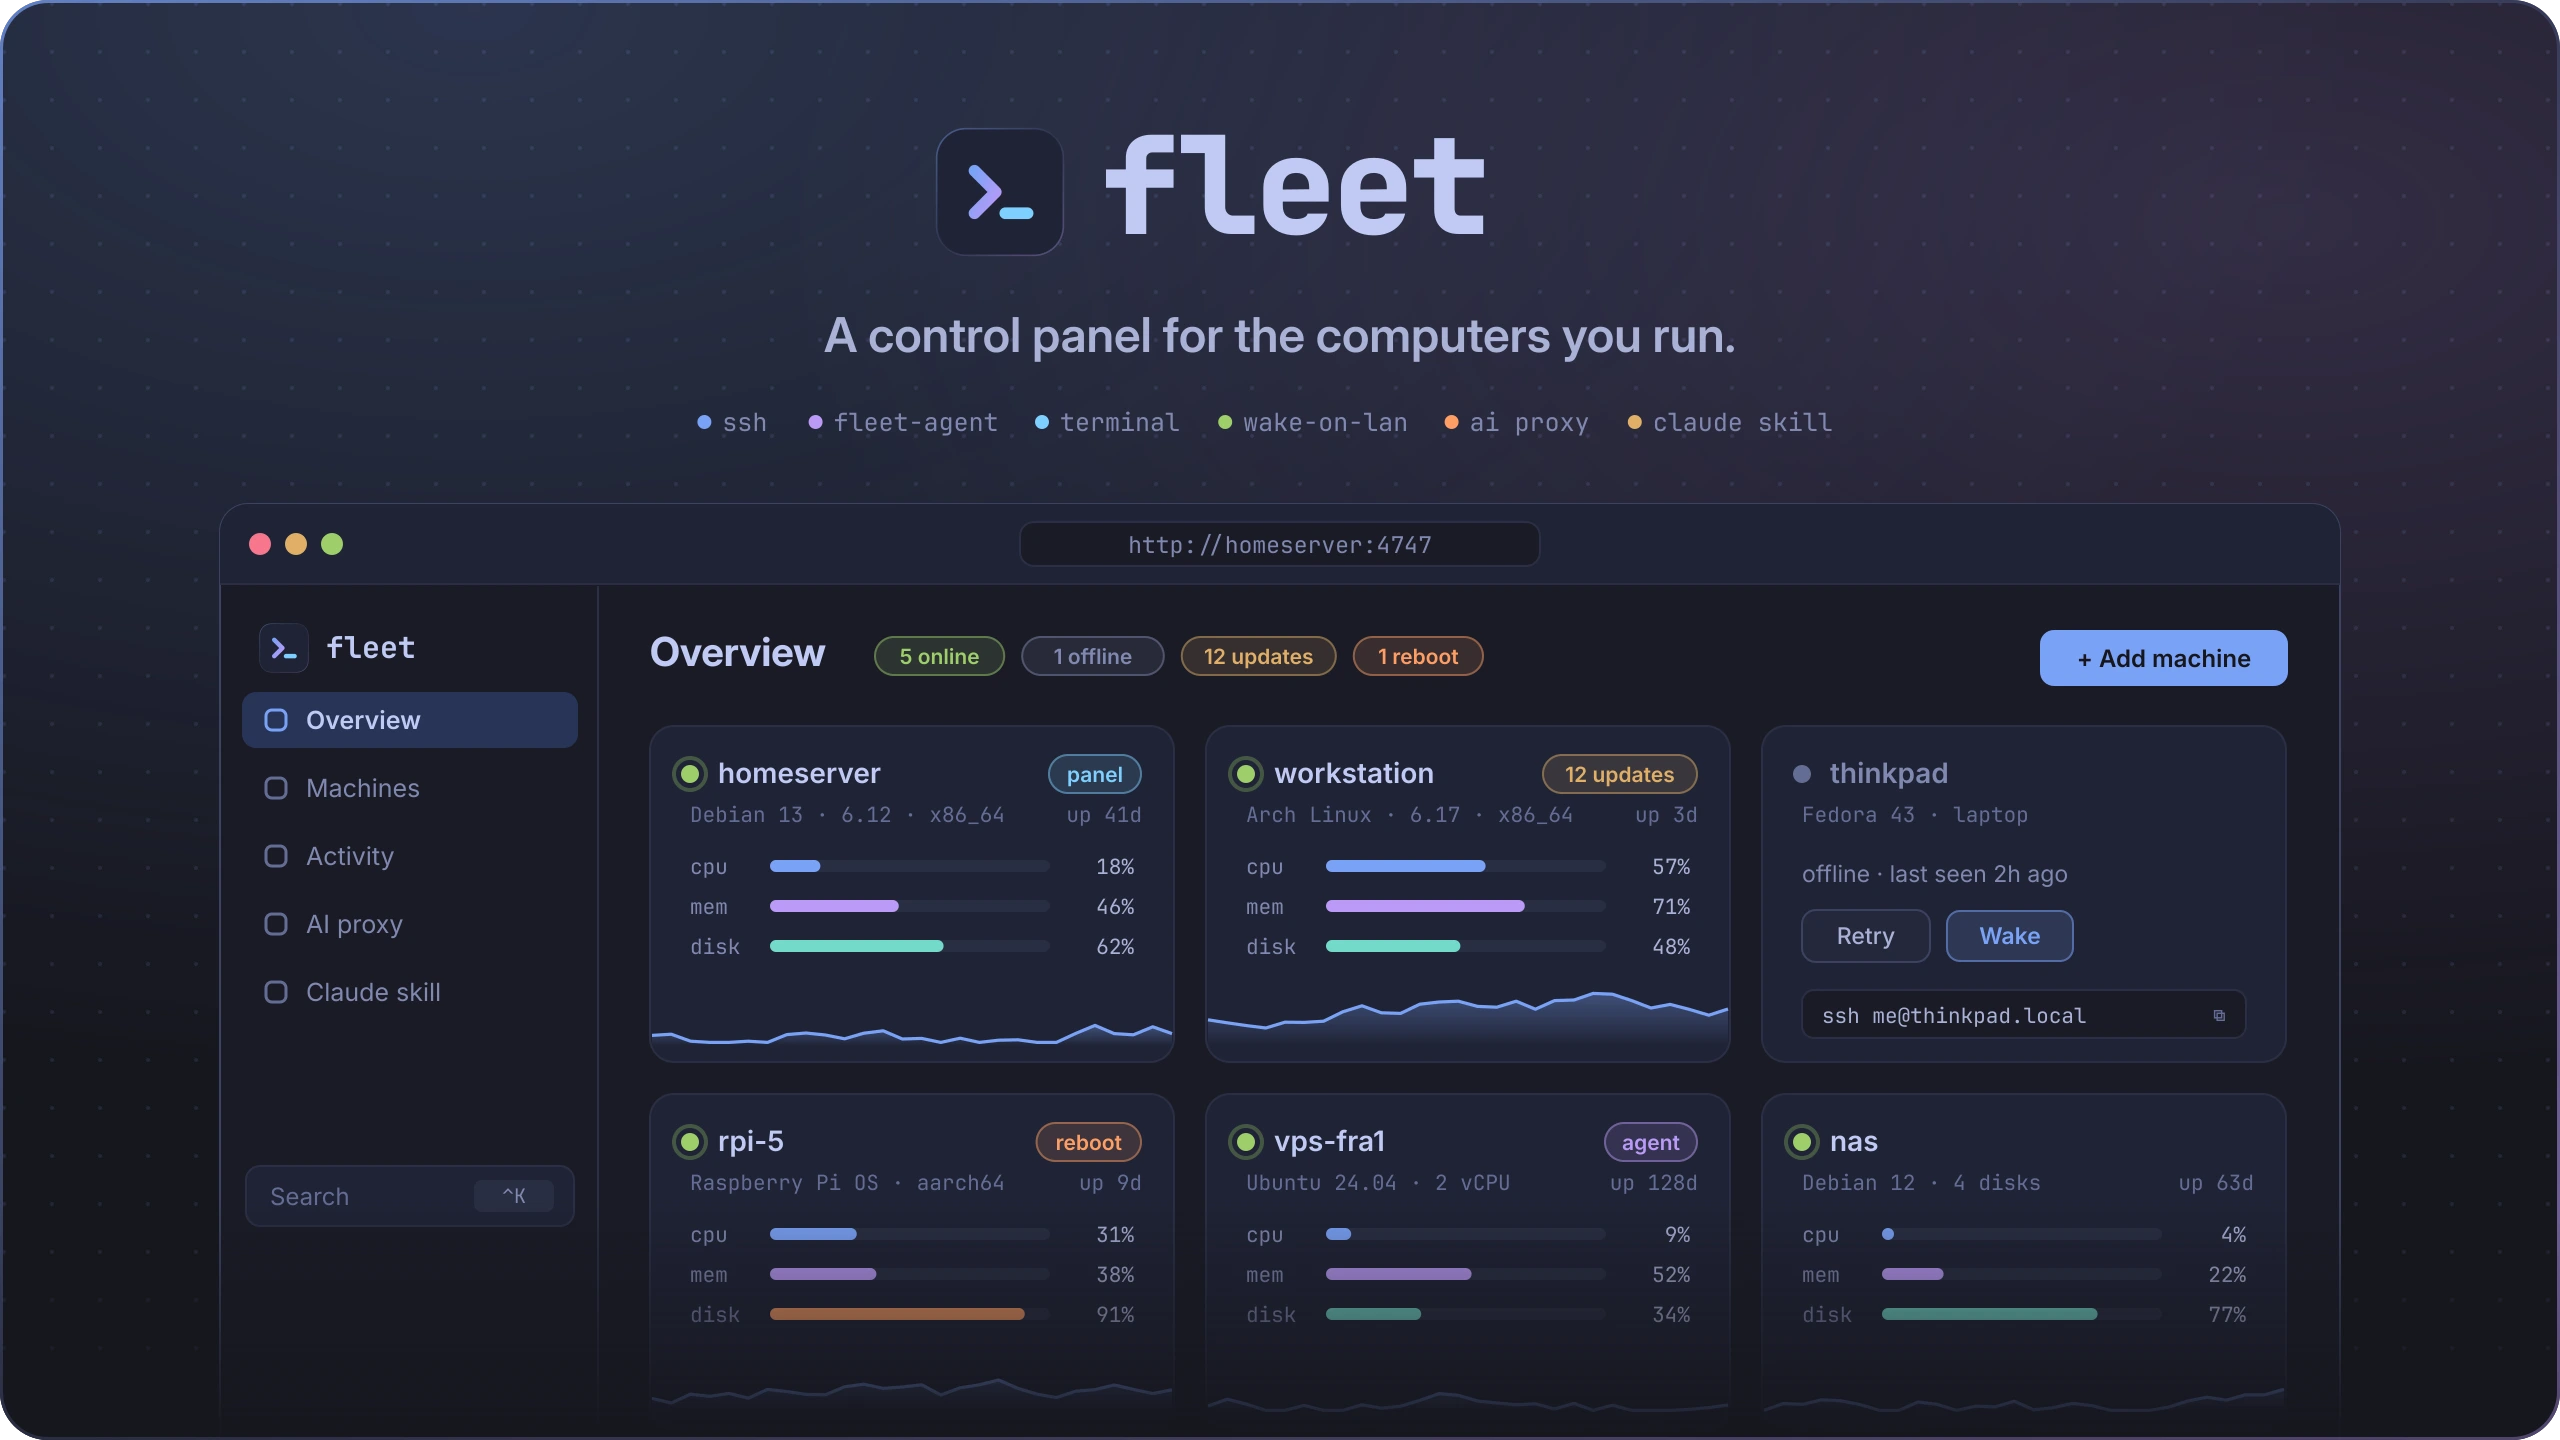 fleet
A control panel for the computers you run.
ssh fleet-agent terminal wake-on-lan ai proxy claude skill
http://homeserver:4747
fleet
Overview
Machines
Activity
AI proxy
Claude skill
Search ^K
Overview 5 online 1 offline 12 updates 1 reboot + Add machine
homeserver panel
Debian 13 · 6.12 · x86_64 up 41d
cpu 18%
mem 46%
disk 62%
workstation 12 updates
Arch Linux · 6.17 · x86_64 up 3d
cpu 57%
mem 71%
disk 48%
thinkpad
Fedora 43 · laptop
offline · last seen 2h ago
Retry Wake
ssh me@thinkpad.local
rpi-5 reboot
Raspberry Pi OS · aarch64 up 9d
cpu 31%
mem 38%
disk 91%
vps-fra1 agent
Ubuntu 24.04 · 2 vCPU up 128d
cpu 9%
mem 52%
disk 34%
nas
Debian 12 · 4 disks up 63d
cpu 4%
mem 22%
disk 77%